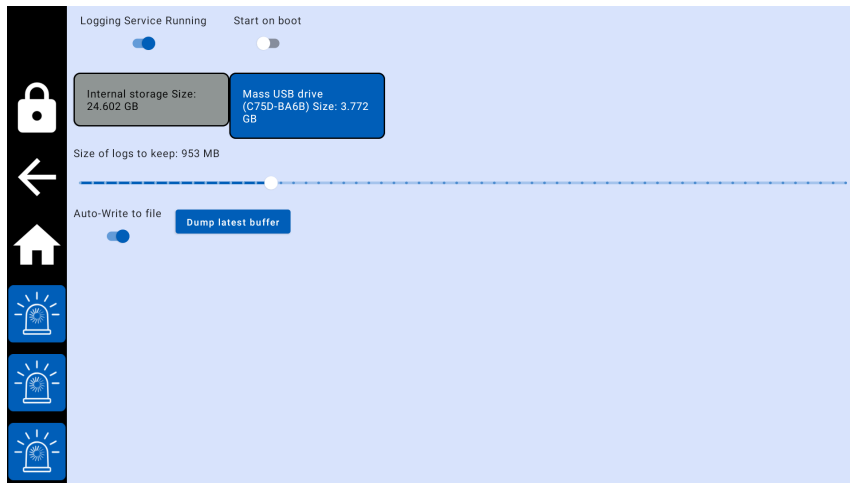 Logging Service Running
Start on boot
Internal storage Size:
24.602 GB
Mass USB drive
(C75D-BA6B) Size: 3.772
GB
Size of logs to keep: 953 MB
Auto-Write to file
Dump latest buffer